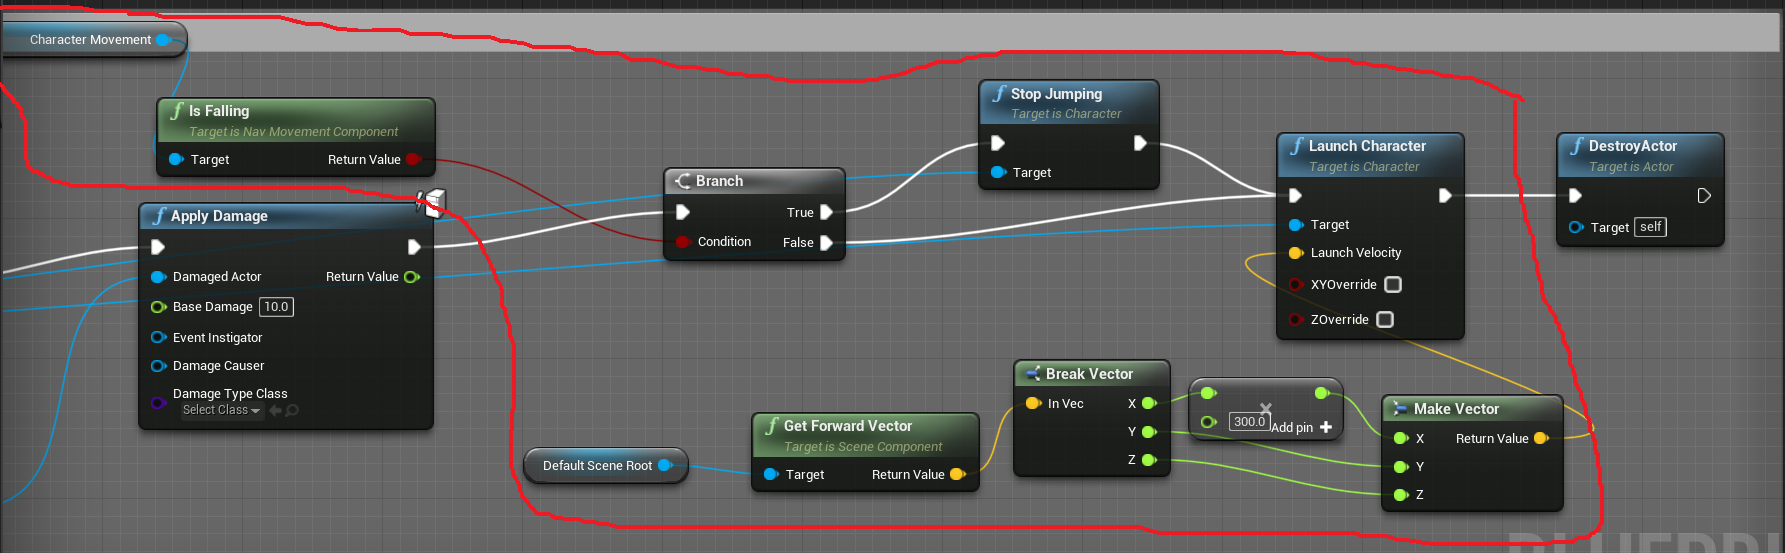 Character Movement
Is Falling
Target is Nav Movement Component
Target
Return Value
Apply Damage
Damaged Actor
Return Value
Base Damage 10.0
Event Instigator
Damage Causer
Damage Type Class
Select Class
Branch
True
Condition
False
Stop Jumping
Target is Character
Target
Launch Character
Target is Character
Target
Launch Velocity
XYOverride
ZOverride
DestroyActor
Target is Actor
Target self
Default Scene Root
Get Forward Vector
Target is Scene Component
Target
Return Value
Break Vector
In Vec
X
Y
Z
300.0
Add pin
Make Vector
X
Return Value
Y
Z